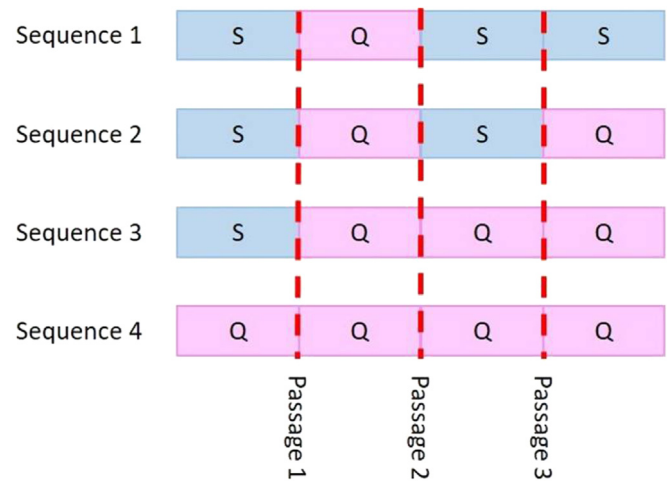 Sequence 1 S Q S S
Sequence 2 S Q S Q
Sequence 3 S Q Q Q
Sequence 4 Q Q Q Q
Passage 1
Passage 2
Passage 3